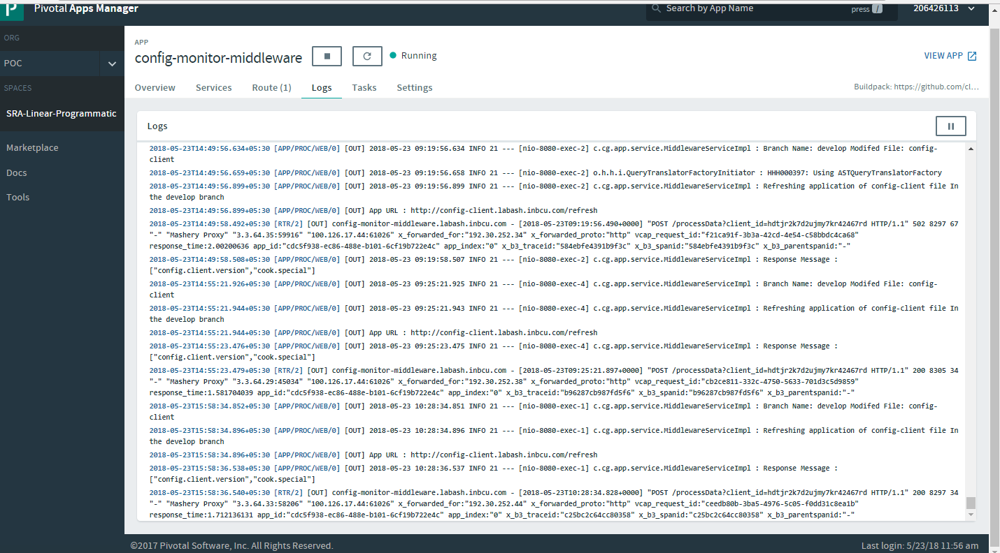 Pivotal Apps Manager
Search by App Name
press /
206426113
ORG
POC
SPACES
SRA-Linear-Programmatic
Marketplace
Docs
Tools
APP
config-monitor-middleware
Running
VIEW APP
Overview Services Route (1) Logs Tasks Settings
Buildpack: https://github.com/cl...
Logs
2018-05-23T14:49:56.634+05:30 [APP/PROC/WEB/0] [OUT] 2018-05-23 09:19:56.634 INFO 21 --- [nio-8080-exec-2] c.cg.app.service.MiddlewareServiceImpl : Branch Name: develop Modifed File: config-
client
2018-05-23T14:49:56.659+05:30 [APP/PROC/WEB/0] [OUT] 2018-05-23 09:19:56.658 INFO 21 --- [nio-8080-exec-2] o.h.h.i.QueryTranslatorFactoryInitiator : HHH000397: Using ASTQueryTranslatorFactory
2018-05-23T14:49:56.899+05:30 [APP/PROC/WEB/0] [OUT] 2018-05-23 09:19:56.899 INFO 21 --- [nio-8080-exec-2] c.cg.app.service.MiddlewareServiceImpl : Refreshing application of config-client file In
the develop branch
2018-05-23T14:49:56.899+05:30 [APP/PROC/WEB/0] [OUT] App URL : http://config-client.labash.inbcu.com/refresh
2018-05-23T14:49:58.492+05:30 [RTR/2] [OUT] config-monitor-middleware.labash.inbcu.com - [2018-05-23T09:19:56.490+0000] "POST /processData?client_id=hdtjr2k7d2ujmy7kr42467rd HTTP/1.1" 502 8297 67
"-" "Mashery Proxy" "3.3.64.35:59916" "100.126.17.44:61026" x_forwarded_for:"192.30.252.34" x_forwarded_proto:"http" vcap_request_id:"f21ca91f-3b3a-42cd-4e54-c58bbdc4ca68"
response_time:2.00200636 app_id:"cdc5f938-ec86-488e-b101-6cf19b722e4c" app_index:"0" x_b3_traceid:"584ebfe4391b9f3c" x_b3_spanid:"584ebfe4391b9f3c" x_b3_parentspanid:"-"
2018-05-23T14:49:58.508+05:30 [APP/PROC/WEB/0] [OUT] 2018-05-23 09:19:58.507 INFO 21 --- [nio-8080-exec-2] c.cg.app.service.MiddlewareServiceImpl : Response Message :
["config.client.version","cook.special"]
2018-05-23T14:55:21.926+05:30 [APP/PROC/WEB/0] [OUT] 2018-05-23 09:25:21.925 INFO 21 --- [nio-8080-exec-4] c.cg.app.service.MiddlewareServiceImpl : Branch Name: develop Modifed File: config-
client
2018-05-23T14:55:21.944+05:30 [APP/PROC/WEB/0] [OUT] 2018-05-23 09:25:21.943 INFO 21 --- [nio-8080-exec-4] c.cg.app.service.MiddlewareServiceImpl : Refreshing application of config-client file In
the develop branch
2018-05-23T14:55:21.944+05:30 [APP/PROC/WEB/0] [OUT] App URL : http://config-client.labash.inbcu.com/refresh
2018-05-23T14:55:23.476+05:30 [APP/PROC/WEB/0] [OUT] 2018-05-23 09:25:23.475 INFO 21 --- [nio-8080-exec-4] c.cg.app.service.MiddlewareServiceImpl : Response Message :
["config.client.version","cook.special"]
2018-05-23T14:55:23.479+05:30 [RTR/2] [OUT] config-monitor-middleware.labash.inbcu.com - [2018-05-23T09:25:21.897+0000] "POST /processData?client_id=hdtjr2k7d2ujmy7kr42467rd HTTP/1.1" 200 8305 34
"-" "Mashery Proxy" "3.3.64.29:45034" "100.126.17.44:61026" x_forwarded_for:"192.30.252.38" x_forwarded_proto:"http" vcap_request_id:"cb2ce811-332c-4750-5633-701d3c5d9859"
response_time:1.581704039 app_id:"cdc5f938-ec86-488e-b101-6cf19b722e4c" app_index:"0" x_b3_traceid:"b96287cb987fd5f6" x_b3_spanid:"b96287cb987fd5f6" x_b3_parentspanid:"-"
2018-05-23T15:58:34.852+05:30 [APP/PROC/WEB/0] [OUT] 2018-05-23 10:28:34.851 INFO 21 --- [nio-8080-exec-1] c.cg.app.service.MiddlewareServiceImpl : Branch Name: develop Modifed File: config-
client
2018-05-23T15:58:34.896+05:30 [APP/PROC/WEB/0] [OUT] 2018-05-23 10:28:34.896 INFO 21 --- [nio-8080-exec-1] c.cg.app.service.MiddlewareServiceImpl : Refreshing application of config-client file In
the develop branch
2018-05-23T15:58:34.896+05:30 [APP/PROC/WEB/0] [OUT] App URL : http://config-client.labash.inbcu.com/refresh
2018-05-23T15:58:36.538+05:30 [APP/PROC/WEB/0] [OUT] 2018-05-23 10:28:36.537 INFO 21 --- [nio-8080-exec-1] c.cg.app.service.MiddlewareServiceImpl : Response Message :
["config.client.version","cook.special"]
2018-05-23T15:58:36.540+05:30 [RTR/2] [OUT] config-monitor-middleware.labash.inbcu.com - [2018-05-23T10:28:34.828+0000] "POST /processData?client_id=hdtjr2k7d2ujmy7kr42467rd HTTP/1.1" 200 8297 34
"-" "Mashery Proxy" "3.3.64.33:58206" "100.126.17.44:61026" x_forwarded_for:"192.30.252.44" x_forwarded_proto:"http" vcap_request_id:"ceedb80b-3ba5-4976-5c05-f0dd31c8ea1b"
response_time:1.712136131 app_id:"cdc5f938-ec86-488e-b101-6cf19b722e4c" app_index:"0" x_b3_traceid:"c25bc2c64cc80358" x_b3_spanid:"c25bc2c64cc80358" x_b3_parentspanid:"-"
©2017 Pivotal Software, Inc. All Rights Reserved.
Last login: 5/23/18 11:56 am